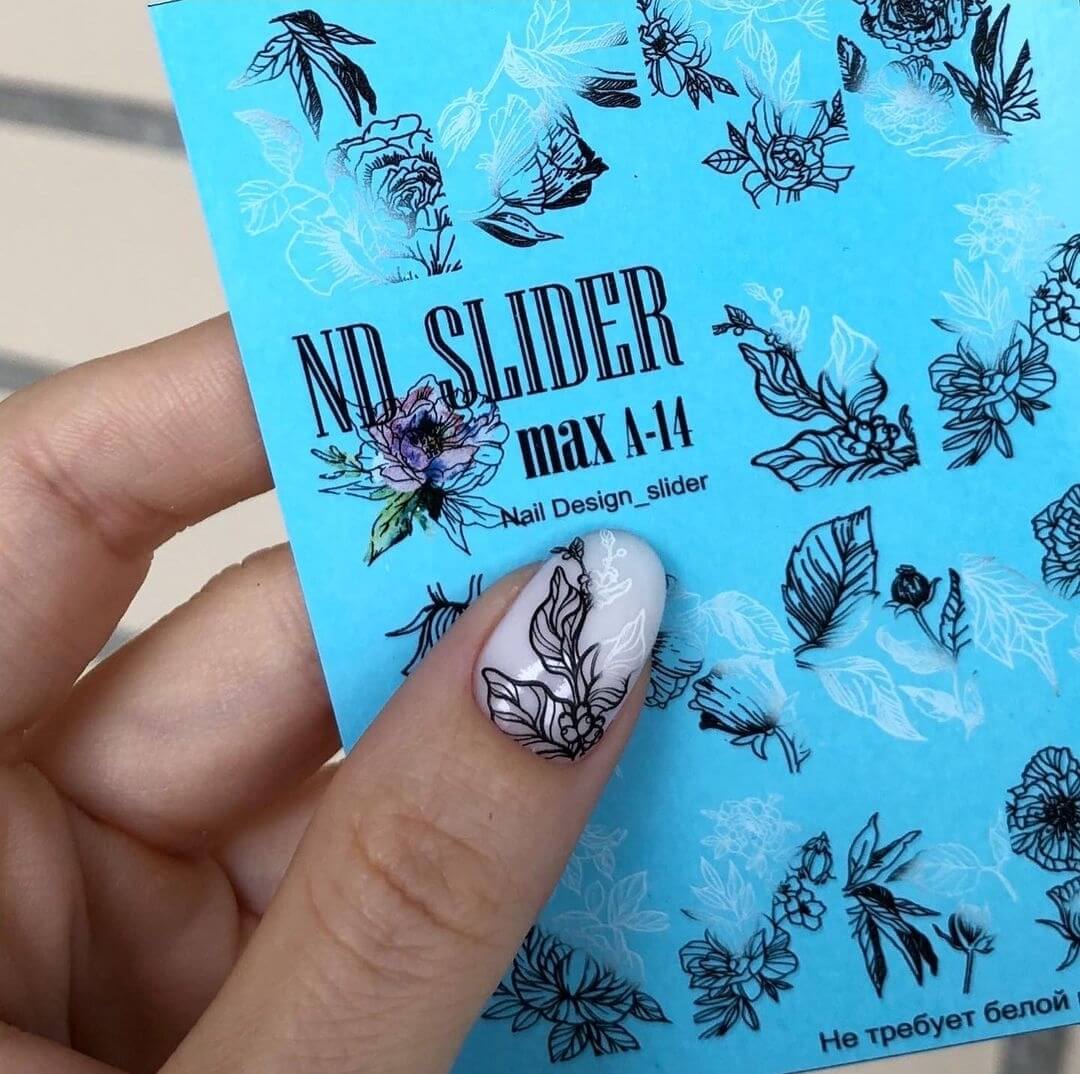 ND SLIDER
max A-14
Nail Design_slider
Не требует белой